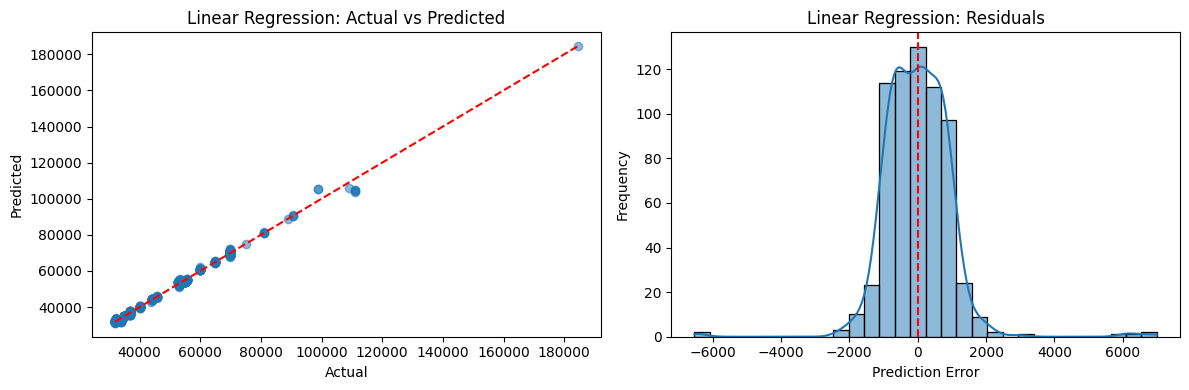 Linear Regression: Actual vs Predicted
180000
160000
140000
120000
100000
80000
60000
40000
Predicted
40000 60000 80000 100000 120000 140000 160000 180000
Actual
Linear Regression: Residuals
120
100
80
60
40
20
0
Frequency
−6000 −4000 −2000 0 2000 4000 6000
Prediction Error